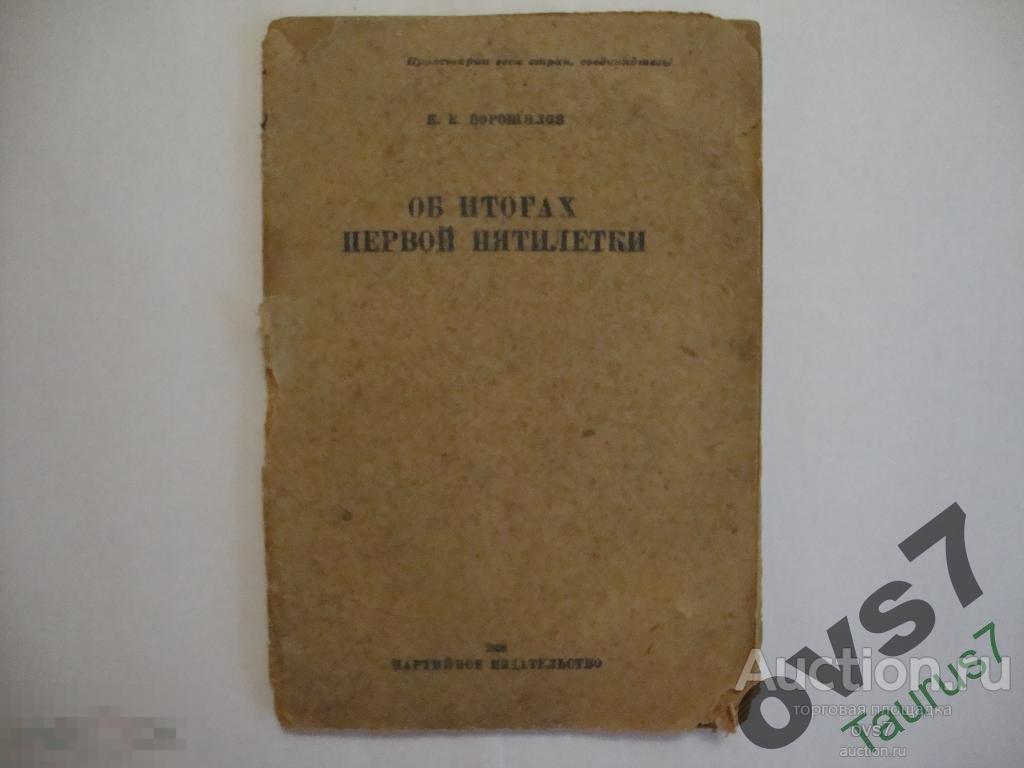 Пролетарии всех стран, соединяйтесь!
К. Е. ВОРОШИЛОВ
ОБ ИТОГАХ
ПЕРВОЙ ПЯТИЛЕТКИ
ПАРТИЙНОЕ ИЗДАТЕЛЬСТВО
ovs7
Taurus7
Auction.ru
торговая площадка
OVS7
auction.ru